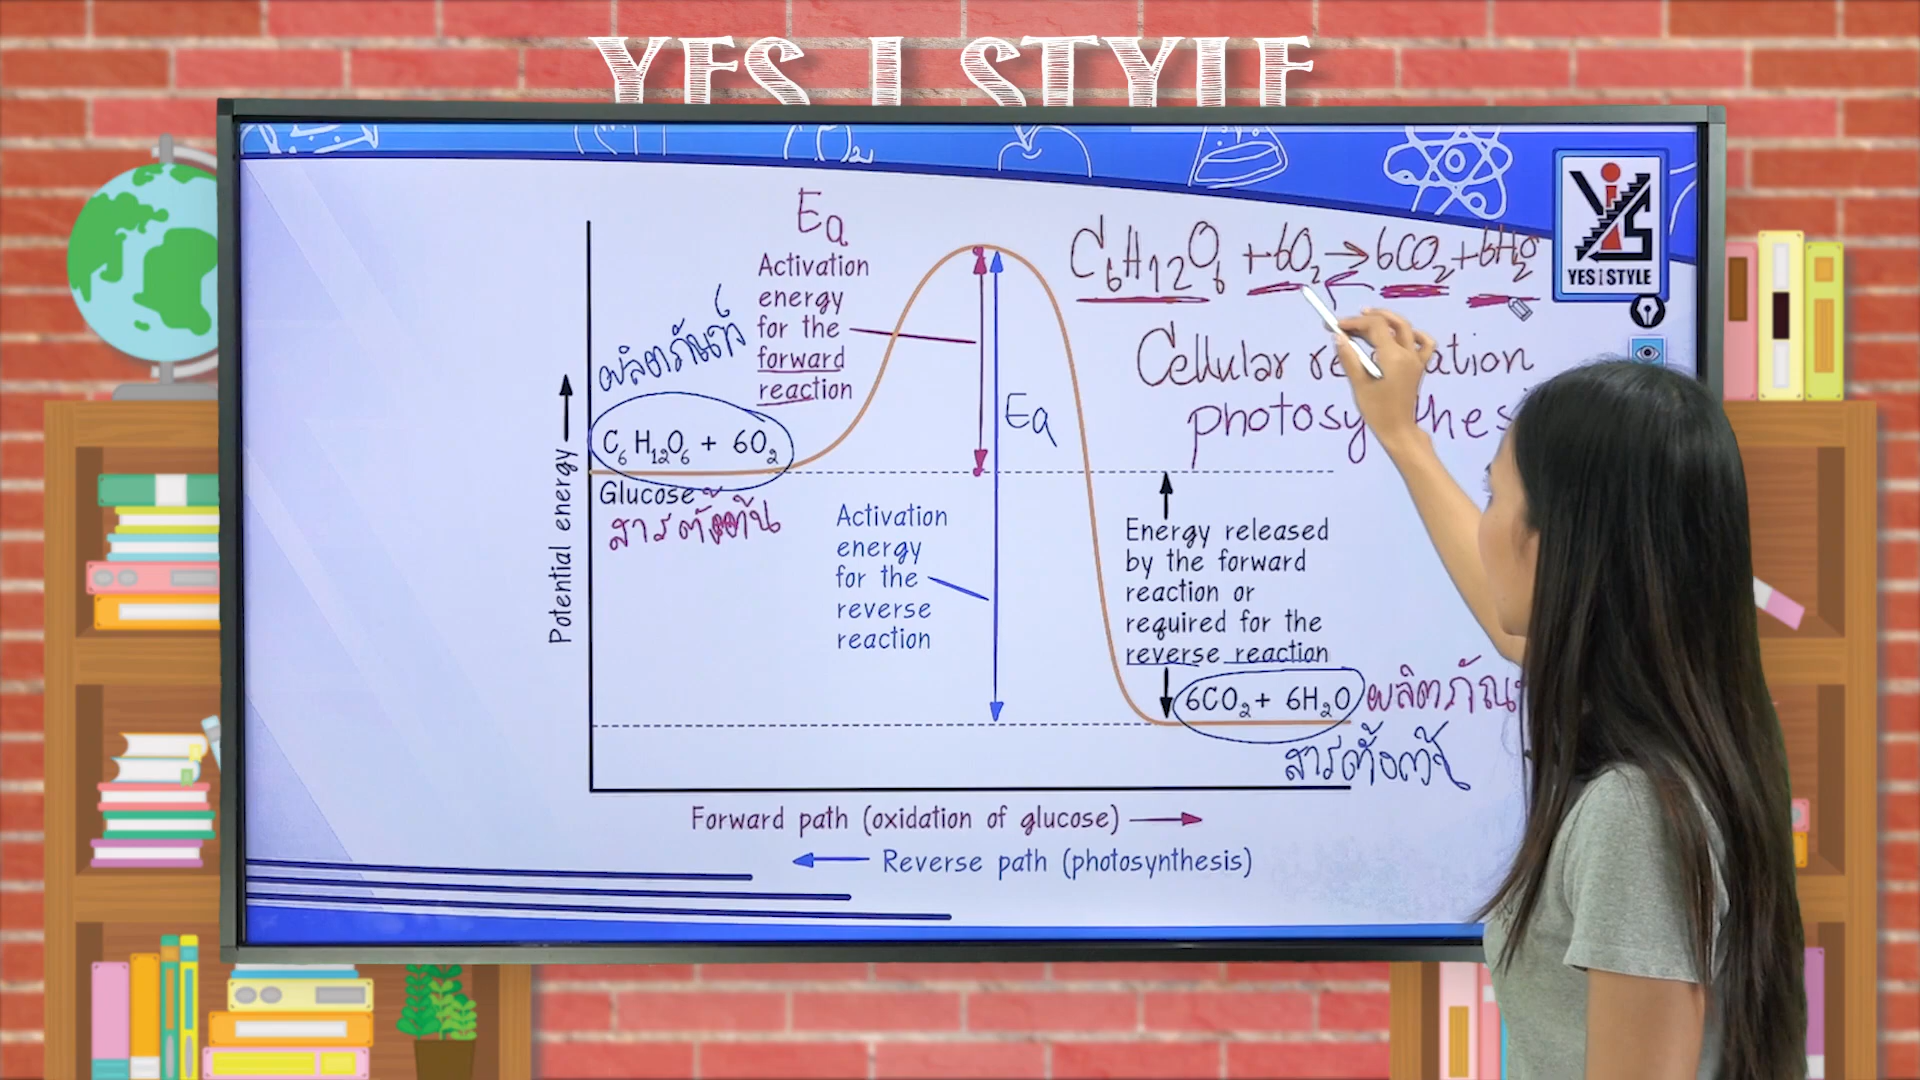 YES I STYLE
Ea
Activation
energy
for the
forward
reaction
ผลิตภัณฑ์
C6H12O6 + 6O2
Glucose
สารตั้งต้น
Potential energy
Ea
Activation
energy
for the
reverse
reaction
C6H12O6 + 6O2 → 6CO2 + 6H2O
Cellular re ation
photosy hes
Energy released
by the forward
reaction or
required for the
reverse reaction
6CO2 + 6H2O
ผลิตภัณ
สารตั้งต้น
Forward path (oxidation of glucose)
Reverse path (photosynthesis)
O2
YiS
YES I STYLE